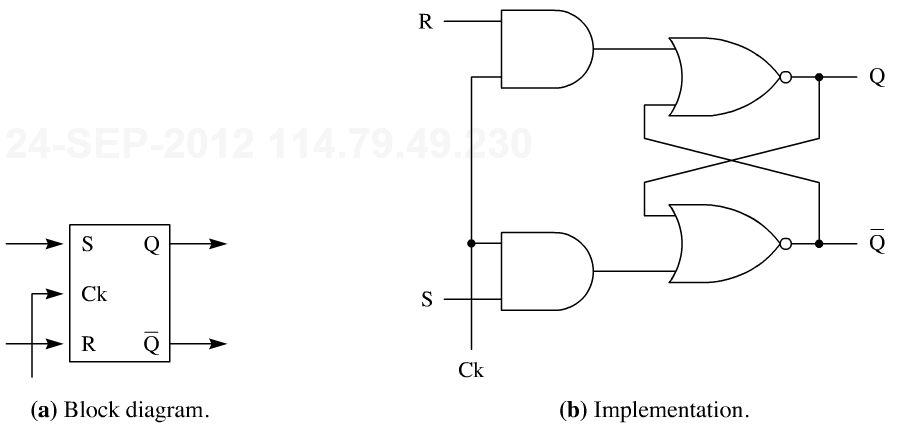 R
Q
24-SEP-2012 114.79.49.230
S Q
Ck
R Q̅
Q̅
S
Ck
(a) Block diagram.
(b) Implementation.